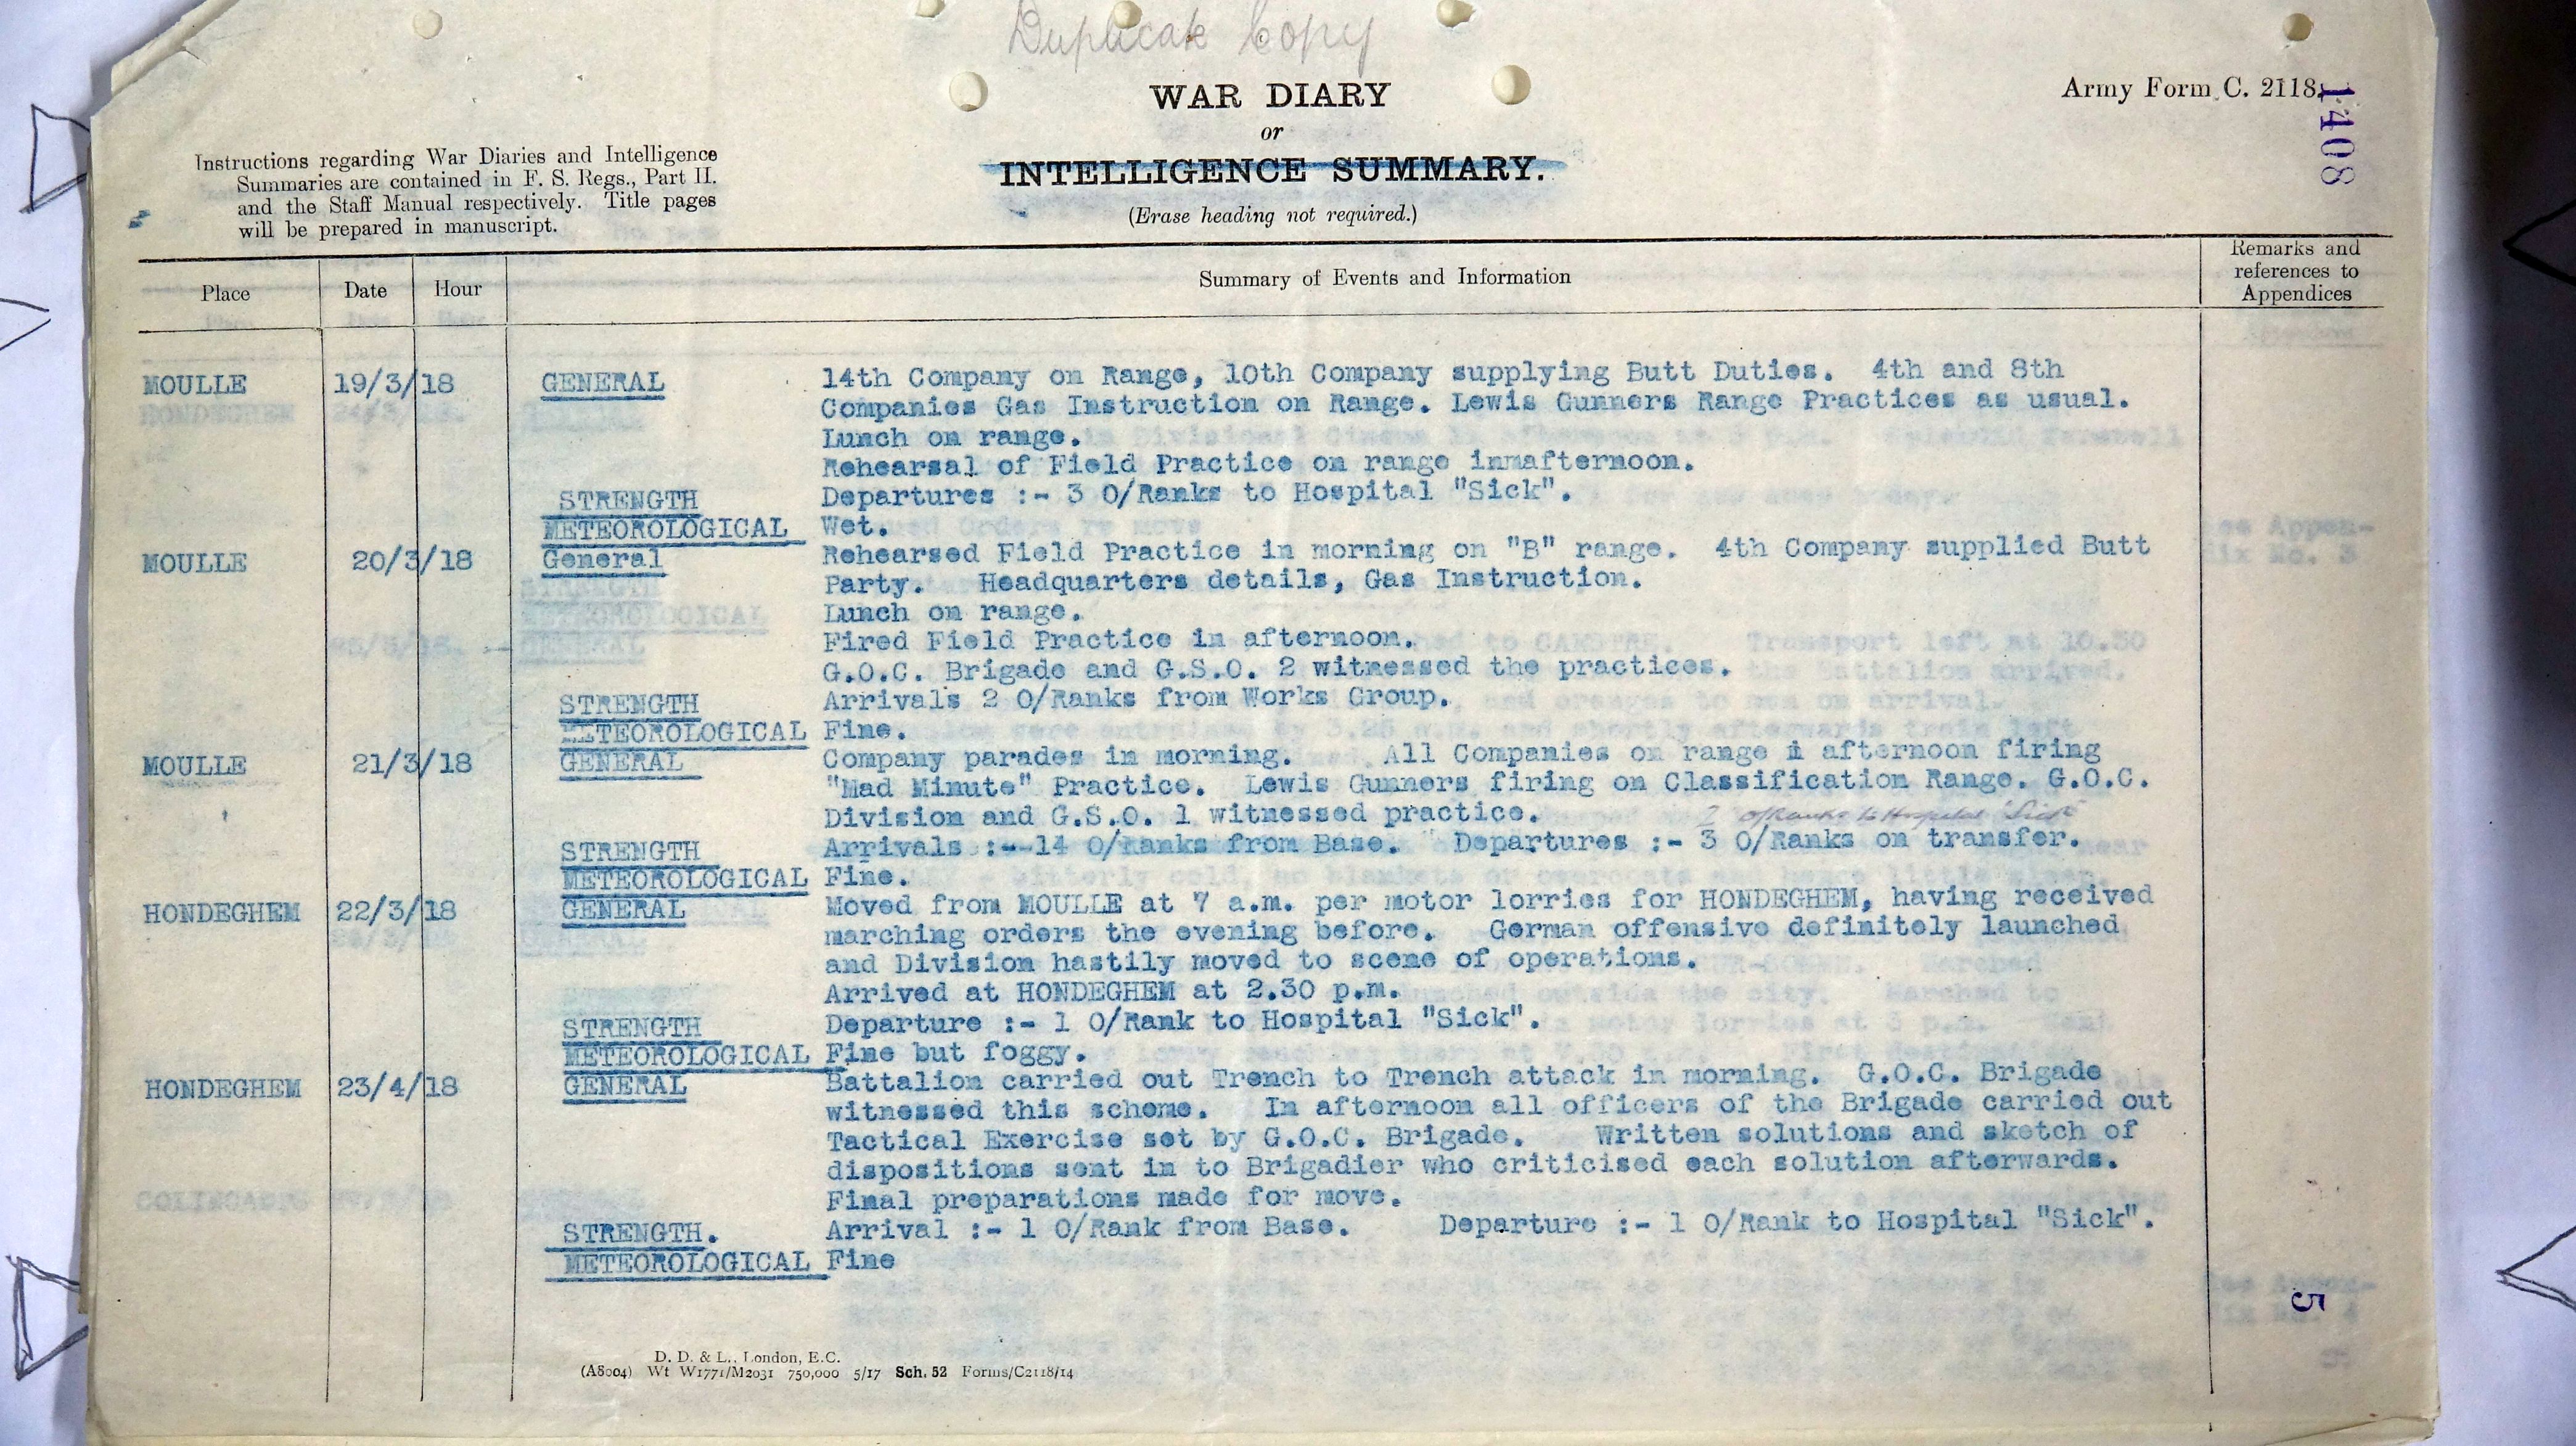 Duplicate Copy
WAR DIARY
or
INTELLIGENCE SUMMARY.
(Erase heading not required.)
Army Form C. 2118.
1408
Instructions regarding War Diaries and Intelligence
Summaries are contained in F. S. Regs., Part II.
and the Staff Manual respectively. Title pages
will be prepared in manuscript.
Place Date Hour Summary of Events and Information Remarks and references to Appendices
MOULLE 19/3/18 GENERAL 14th Company on Range, 10th Company supplying Butt Duties. 4th and 8th
Companies Gas Instruction on Range. Lewis Gunners Range Practices as usual.
Lunch on range.
Rehearsal of Field Practice on range inmafternoon.
STRENGTH Departures :- 3 O/Ranks to Hospital "Sick".
METEOROLOGICAL Wet.
MOULLE 20/3/18 General Rehearsed Field Practice in morning on "B" range. 4th Company supplied Butt
Party. Headquarters details, Gas Instruction.
Lunch on range.
Fired Field Practice in afternoon.
G.O.C. Brigade and G.S.O. 2 witnessed the practices.
STRENGTH Arrivals 2 O/Ranks from Works Group.
METEOROLOGICAL Fine.
MOULLE 21/3/18 GENERAL Company parades in morning. All Companies on range i afternoon firing
"Mad Minute" Practice. Lewis Gunners firing on Classification Range. G.O.C.
Division and G.S.O. 1 witnessed practice.
2 O/Ranks to Hospital "Sick"
STRENGTH Arrivals :--14 O/Ranks from Base. Departures :- 3 O/Ranks on transfer.
METEOROLOGICAL Fine.
HONDEGHEM 22/3/18 GENERAL Moved from MOULLE at 7 a.m. per motor lorries for HONDEGHEM, having received
marching orders the evening before. German offensive definitely launched
and Division hastily moved to scene of operations.
Arrived at HONDEGHEM at 2.30 p.m.
STRENGTH Departure :- 1 O/Rank to Hospital "Sick".
METEOROLOGICAL Fine but foggy.
HONDEGHEM 23/4/18 GENERAL Battalion carried out Trench to Trench attack in morning. G.O.C. Brigade
witnessed this scheme. In afternoon all officers of the Brigade carried out
Tactical Exercise set by G.O.C. Brigade. Written solutions and sketch of
dispositions sent in to Brigadier who criticised each solution afterwards.
Final preparations made for move.
STRENGTH. Arrival :- 1 O/Rank from Base. Departure :- 1 O/Rank to Hospital "Sick".
METEOROLOGICAL Fine
5
D. D. & L., London, E.C.
(A8004) Wt W1771/M2031 750,000 5/17 Sch. 52 Forms/C2118/14